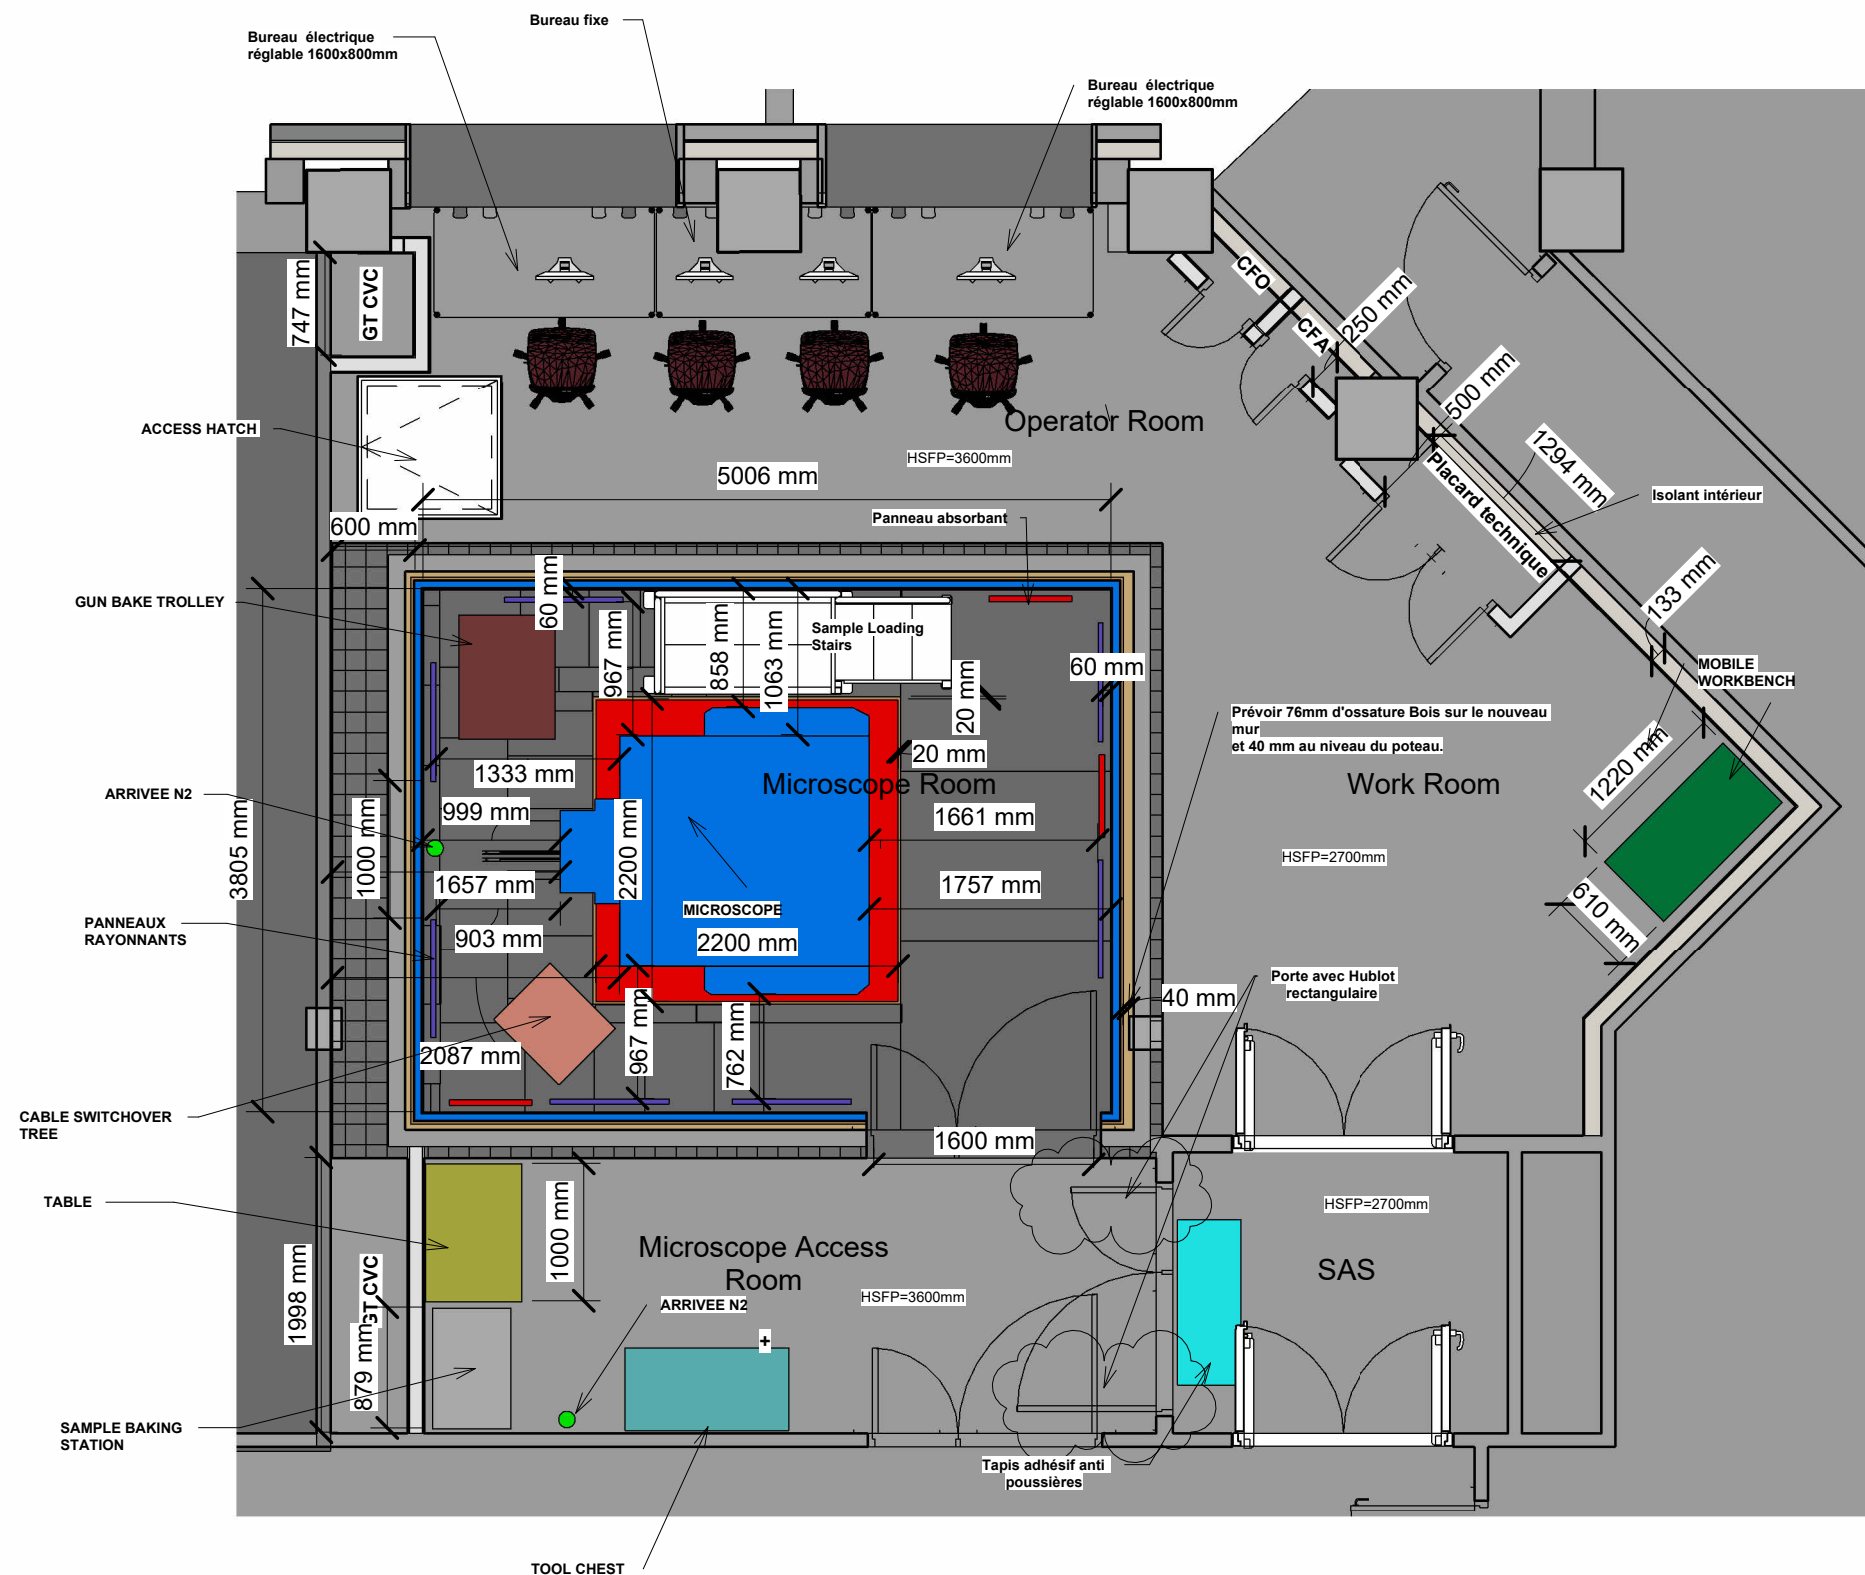 Bureau fixe
Bureau électrique
réglable 1600x800mm
Bureau électrique
réglable 1600x800mm
747 mm
GT CVC
CFO
CFA
250 mm
500 mm
1294 mm
Placard technique
Isolant intérieur
ACCESS HATCH
Operator Room
HSFP=3600mm
5006 mm
600 mm
Panneau absorbant
GUN BAKE TROLLEY
60 mm
967 mm
858 mm
1063 mm
Sample Loading
Stairs
20 mm
60 mm
133 mm
MOBILE
WORKBENCH
Prévoir 76mm d'ossature Bois sur le nouveau
mur
et 40 mm au niveau du poteau.
20 mm
1333 mm
Microscope Room
Work Room
1220 mm
ARRIVEE N2
999 mm
3805 mm
1000 mm
2200 mm
1661 mm
HSFP=2700mm
1657 mm
1757 mm
MICROSCOPE
610 mm
PANNEAUX
RAYONNANTS
903 mm
2200 mm
Porte avec Hublot
rectangulaire
40 mm
2087 mm
967 mm
762 mm
CABLE SWITCHOVER
TREE
1600 mm
TABLE
1000 mm
HSFP=2700mm
Microscope Access
Room
SAS
1998 mm
GT CVC
879 mm
ARRIVEE N2
HSFP=3600mm
+
SAMPLE BAKING
STATION
Tapis adhésif anti
poussières
TOOL CHEST